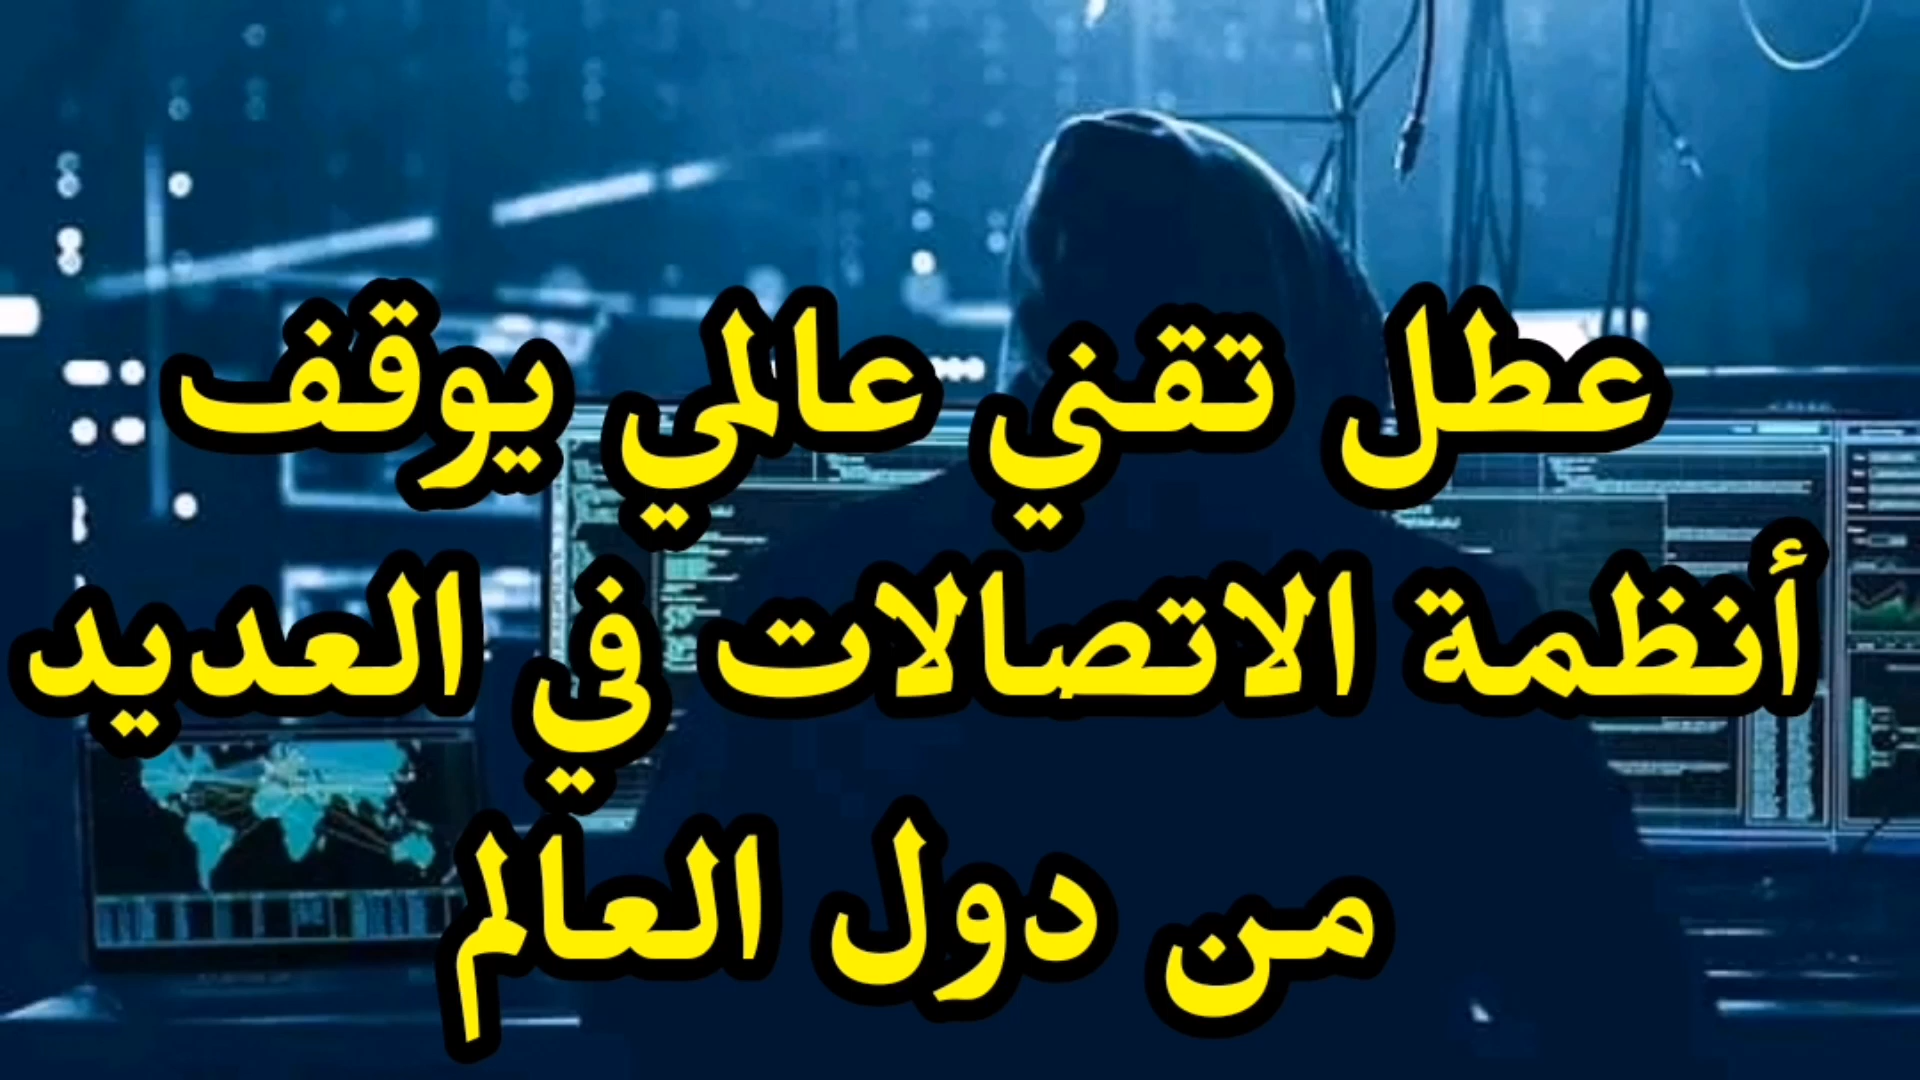 عطل تقني عالمي يوقف
أنظمة الاتصالات في العديد
من دول العالم